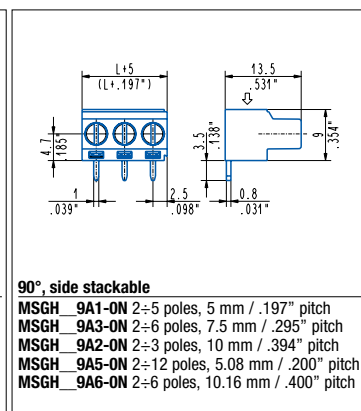 L+5
(L+.197")
13.5
.531"
4.7
.185"
3.5
.138"
9
.354"
1
.039"
2.5
.098"
0.8
.031"
90°, side stackable
MSGH__9A1-0N 2÷5 poles, 5 mm / .197” pitch
MSGH__9A3-0N 2÷6 poles, 7.5 mm / .295” pitch
MSGH__9A2-0N 2÷3 poles, 10 mm / .394” pitch
MSGH__9A5-0N 2÷12 poles, 5.08 mm / .200” pitch
MSGH__9A6-0N 2÷6 poles, 10.16 mm / .400” pitch